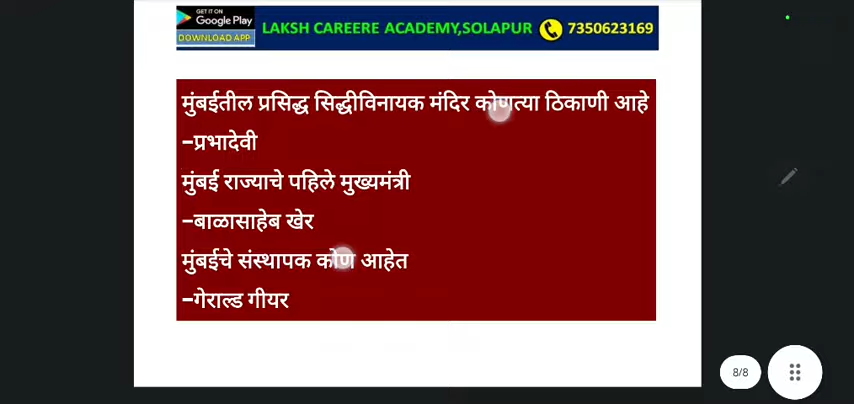 GET IT ON
Google Play
DOWNLOAD APP
LAKSH CAREERE ACADEMY,SOLAPUR 7350623169
मुंबईतील प्रसिद्ध सिद्धीविनायक मंदिर कोणत्या ठिकाणी आहे
–प्रभादेवी
मुंबई राज्याचे पहिले मुख्यमंत्री
–बाळासाहेब खेर
मुंबईचे संस्थापक कोण आहेत
–गेराल्ड गीयर
8/8